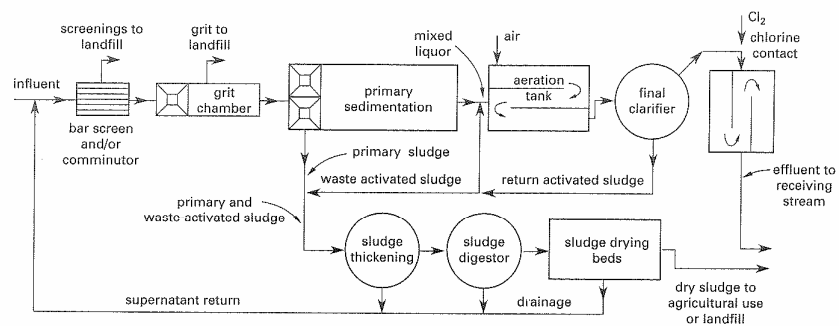 screenings to
landfill
grit to
landfill
influent
bar screen
and/or
comminutor
grit
chamber
primary
sedimentation
mixed
liquor
air
aeration
tank
final
clarifier
Cl2
chlorine
contact
primary sludge
waste activated sludge
return activated sludge
effluent to
receiving
stream
primary and
waste activated sludge
sludge
thickening
sludge
digestor
sludge drying
beds
dry sludge to
agricultural use
or landfill
supernatant return
drainage